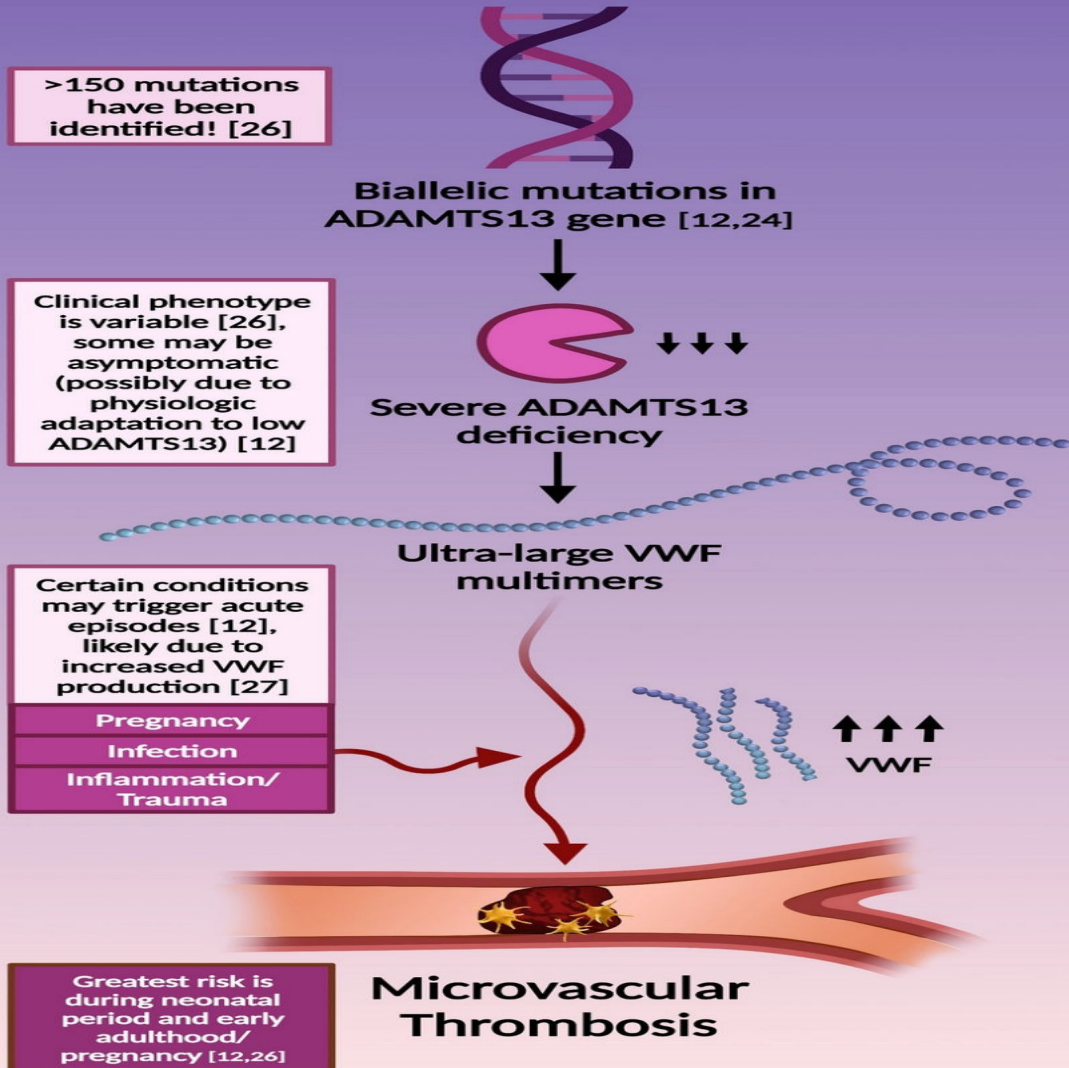 >150 mutations
have been
identified! [26]
Biallelic mutations in
ADAMTS13 gene [12,24]
Clinical phenotype
is variable [26],
some may be
asymptomatic
(possibly due to
physiologic
adaptation to low
ADAMTS13) [12]
Severe ADAMTS13
deficiency
Ultra-large VWF
multimers
Certain conditions
may trigger acute
episodes [12],
likely due to
increased VWF
production [27]
Pregnancy
Infection
Inflammation/
Trauma
VWF
Microvascular
Thrombosis
Greatest risk is
during neonatal
period and early
adulthood/
pregnancy [12,26]